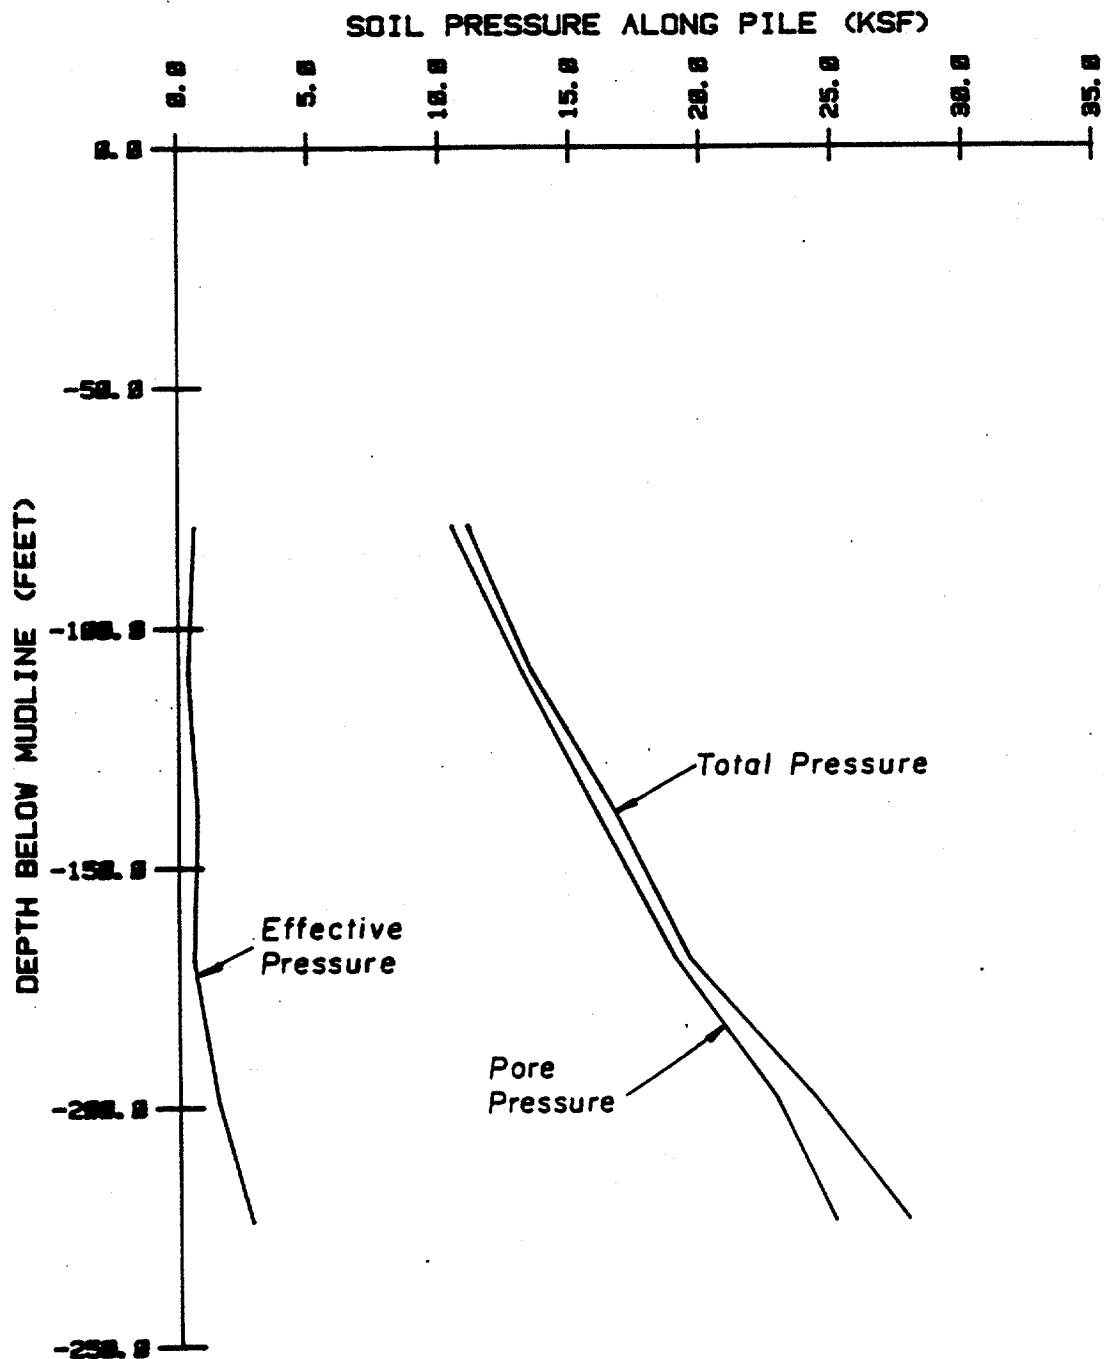 SOIL PRESSURE ALONG PILE (KSF)
0.0
5.0
10.0
15.0
20.0
25.0
30.0
35.0
0.0
-50.0
-100.0
-150.0
-200.0
-250.0
DEPTH BELOW MUDLINE (FEET)
Total Pressure
Effective
Pressure
Pore
Pressure